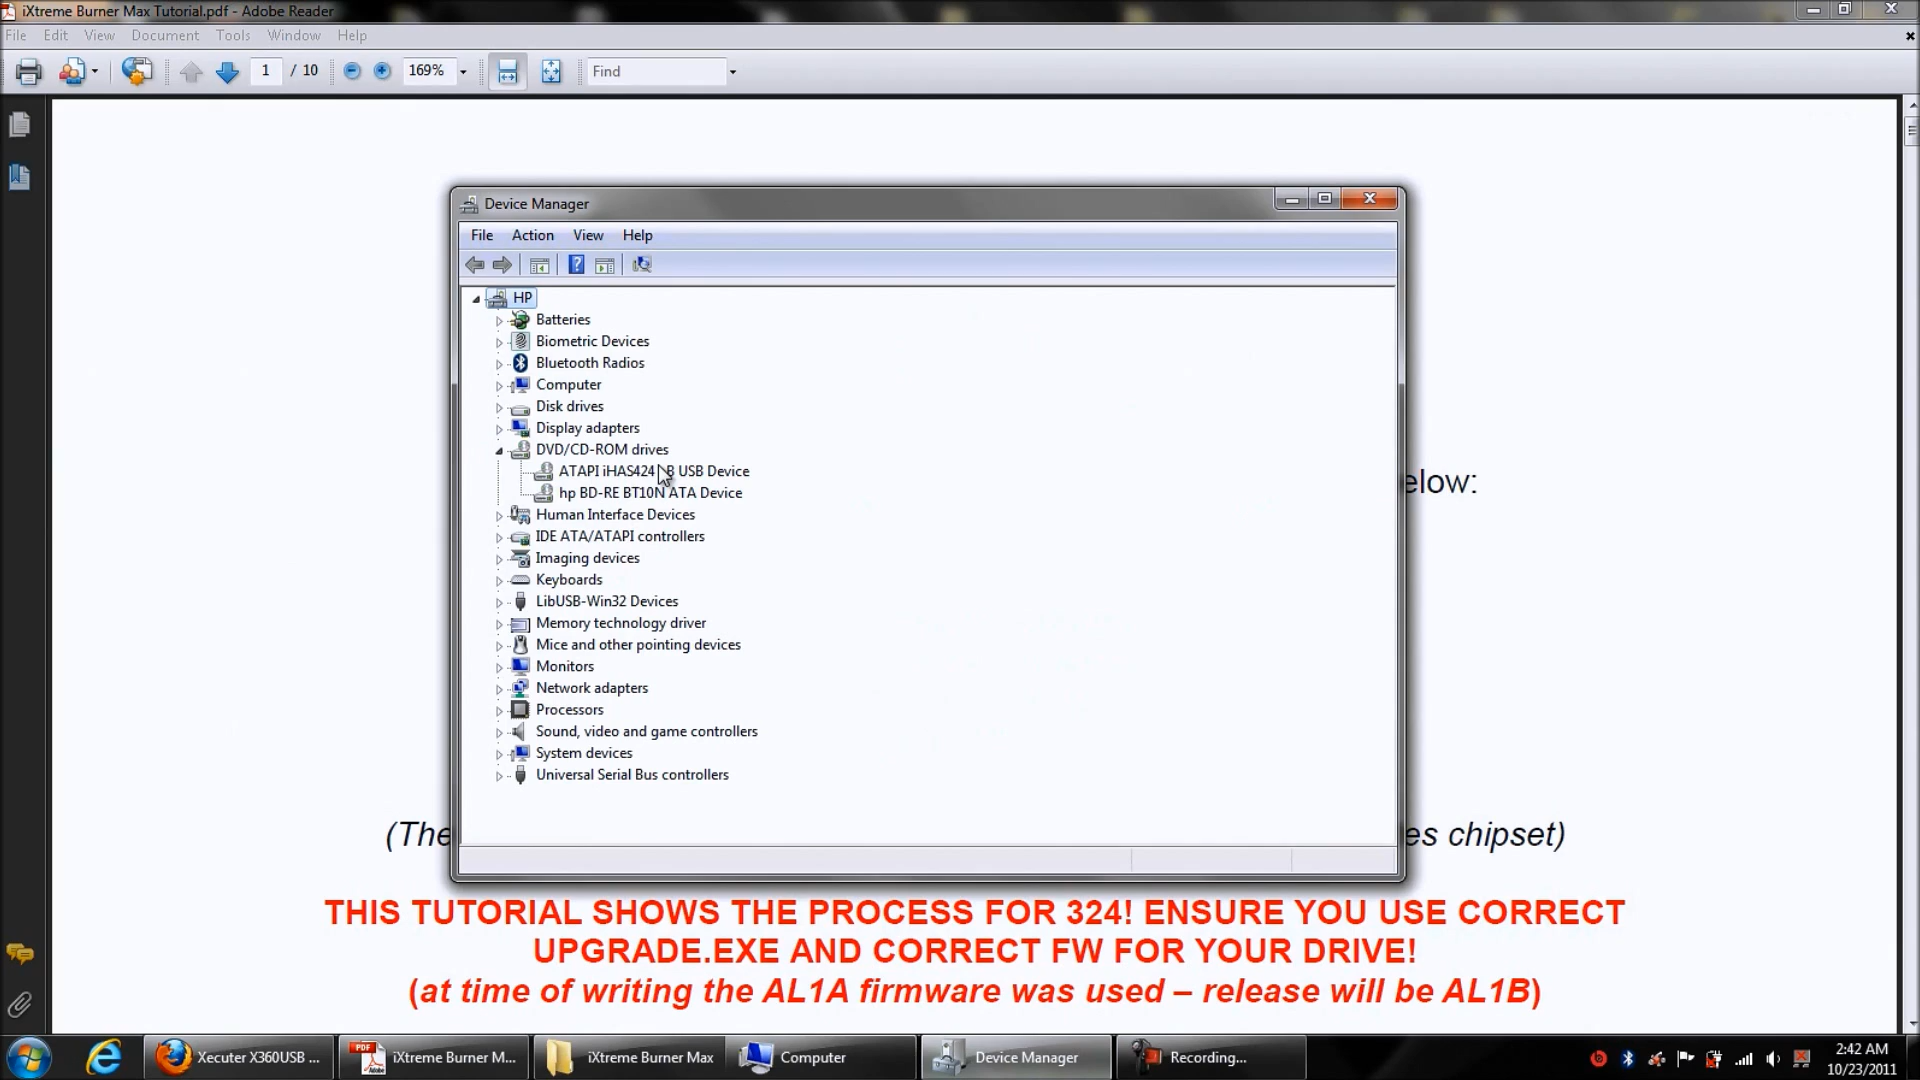 iXtreme Burner Max Tutorial.pdf - Adobe Reader
File Edit View Document Tools Window Help
1 / 10 169% Find
Device Manager
File Action View Help
HP
Batteries
Biometric Devices
Bluetooth Radios
Computer
Disk drives
Display adapters
DVD/CD-ROM drives
ATAPI iHAS424 B USB Device
hp BD-RE BT10N ATA Device
Human Interface Devices
IDE ATA/ATAPI controllers
Imaging devices
Keyboards
LibUSB-Win32 Devices
Memory technology driver
Mice and other pointing devices
Monitors
Network adapters
Processors
Sound, video and game controllers
System devices
Universal Serial Bus controllers
elow:
(The es chipset)
THIS TUTORIAL SHOWS THE PROCESS FOR 324! ENSURE YOU USE CORRECT
UPGRADE.EXE AND CORRECT FW FOR YOUR DRIVE!
(at time of writing the AL1A firmware was used – release will be AL1B)
Xecuter X360USB ... iXtreme Burner M... iXtreme Burner Max Computer Device Manager Recording... 2:42 AM
10/23/2011